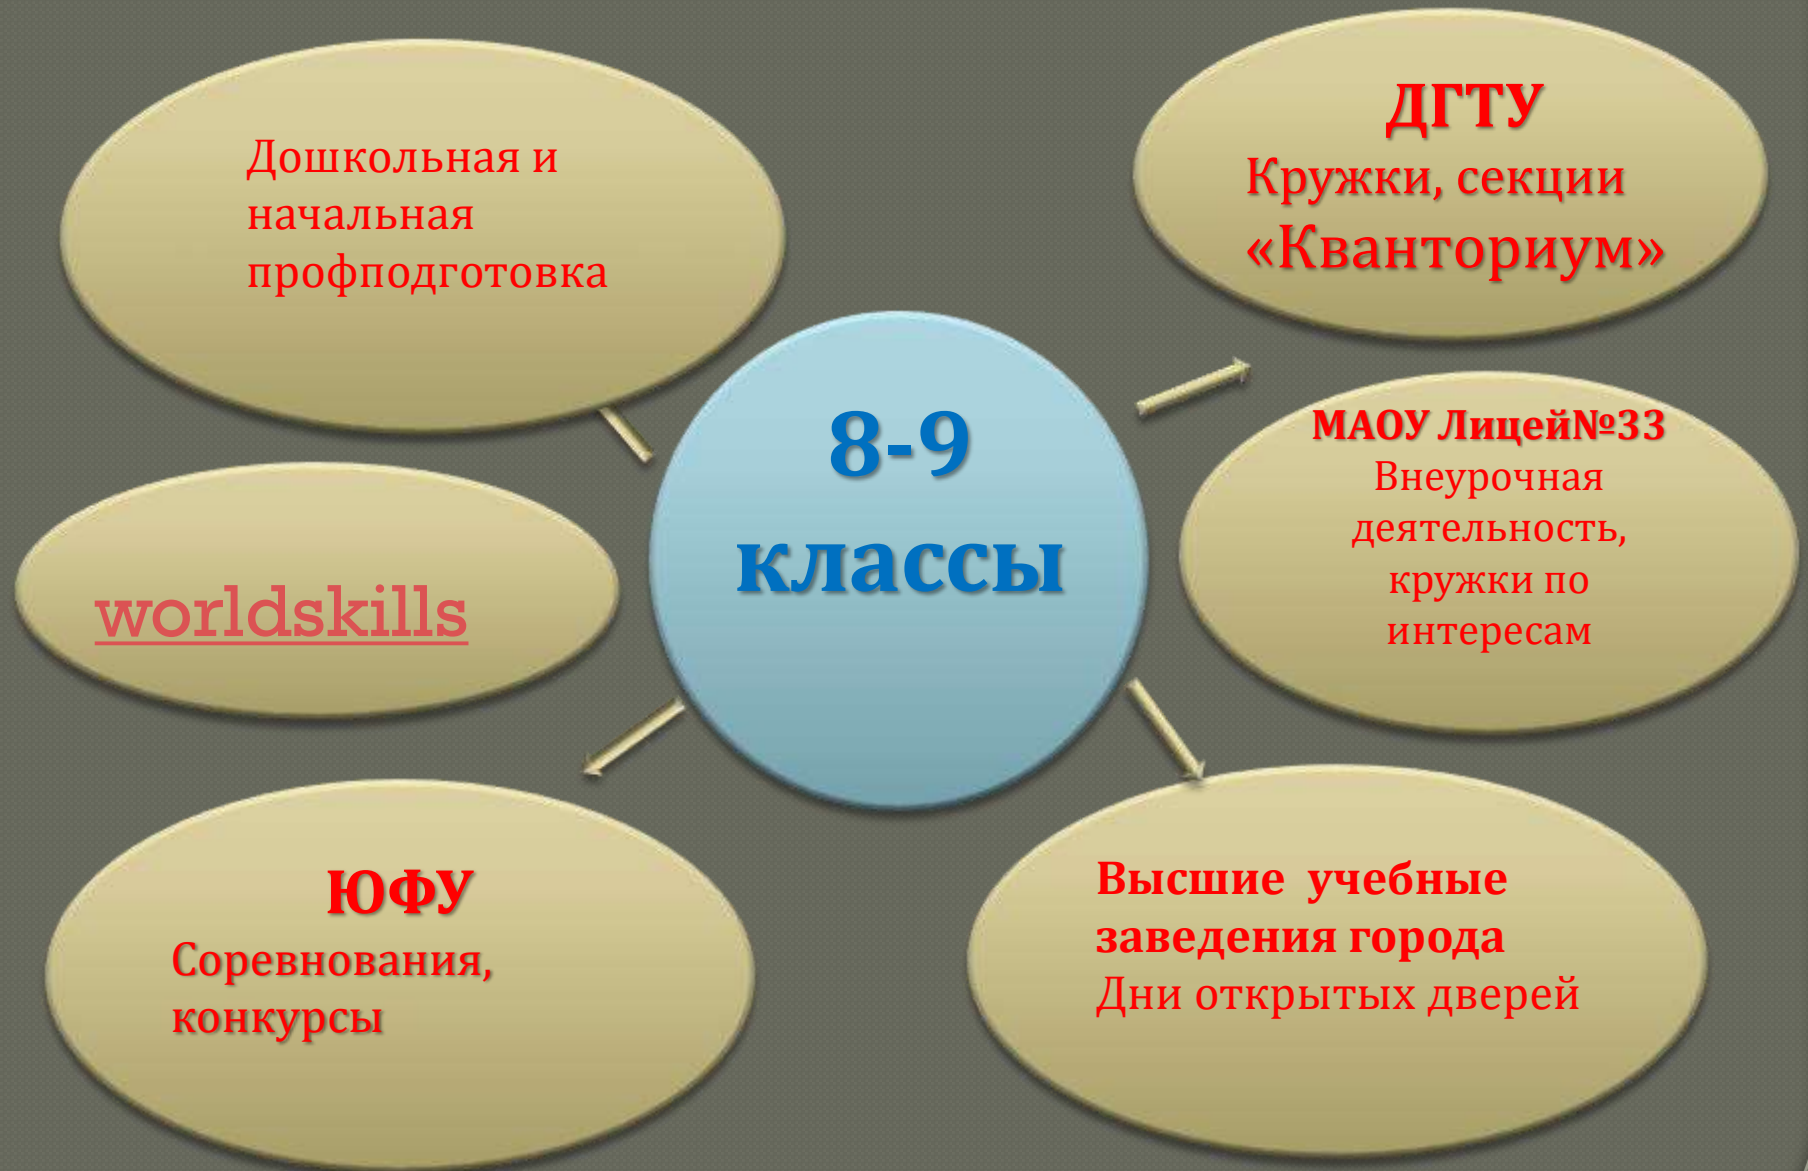 Дошкольная и
начальная
профподготовка
ДГТУ
Кружки, секции
«Кванториум»
8-9
классы
МАОУ Лицей№33
Внеурочная
деятельность,
кружки по
интересам
worldskills
ЮФУ
Соревнования,
конкурсы
Высшие учебные
заведения города
Дни открытых дверей